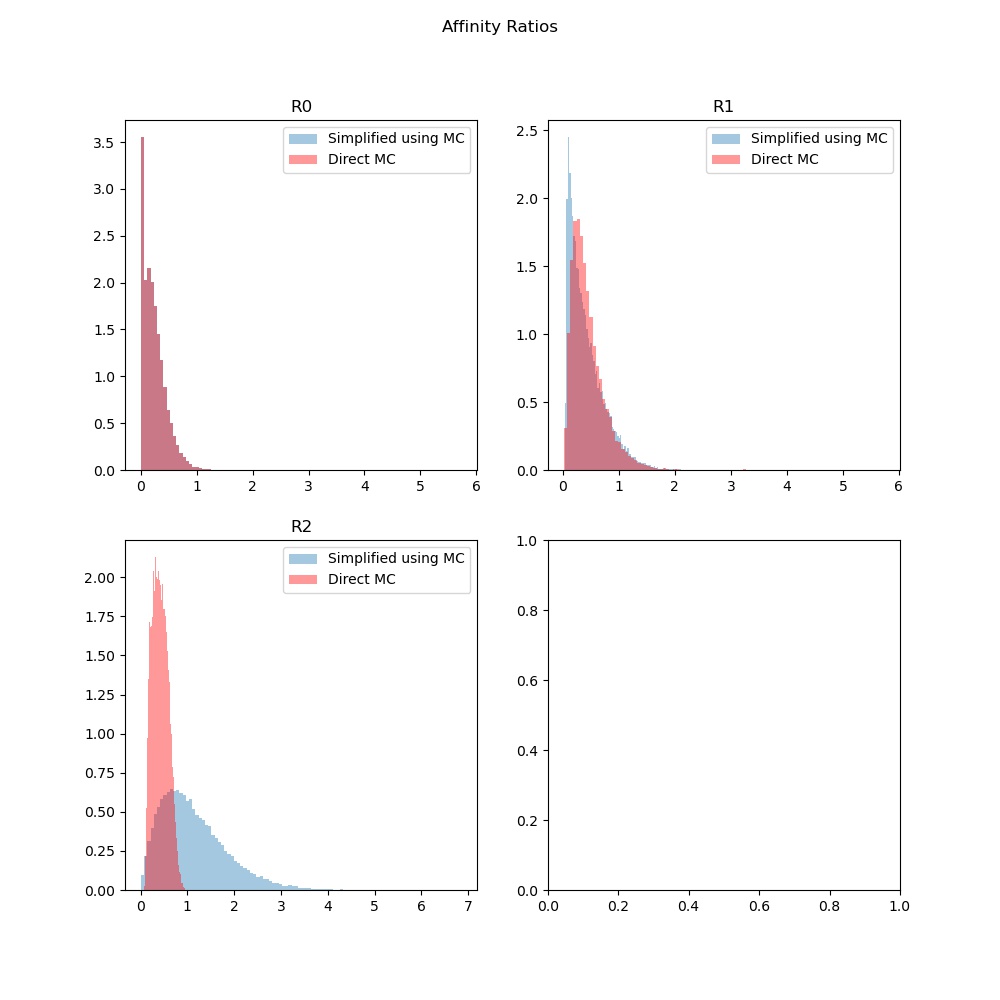 Affinity Ratios
R0
Simplified using MC
Direct MC
3.5
3.0
2.5
2.0
1.5
1.0
0.5
0.0
0 1 2 3 4 5 6
R1
Simplified using MC
Direct MC
2.5
2.0
1.5
1.0
0.5
0.0
0 1 2 3 4 5 6
R2
Simplified using MC
Direct MC
2.00
1.75
1.50
1.25
1.00
0.75
0.50
0.25
0.00
0 1 2 3 4 5 6 7
1.0
0.8
0.6
0.4
0.2
0.0
0.0 0.2 0.4 0.6 0.8 1.0